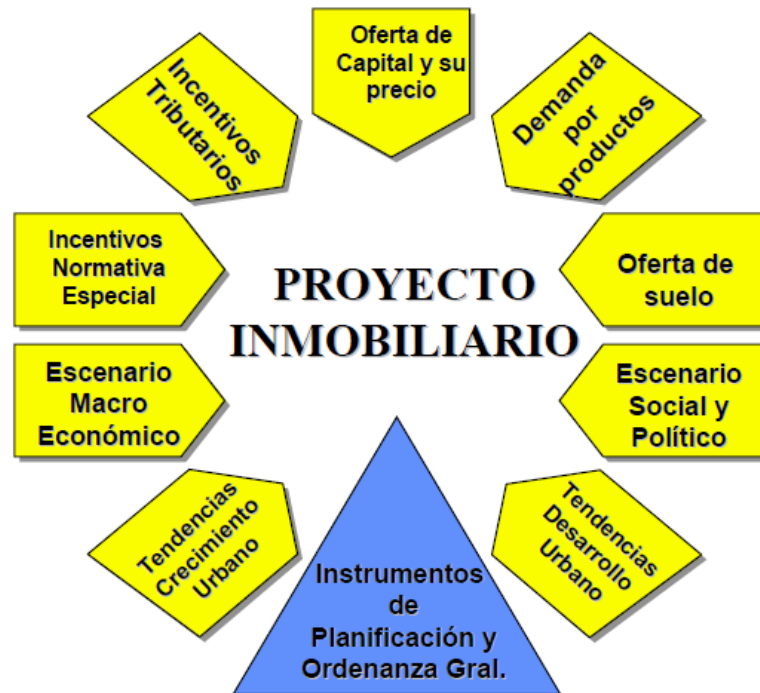 Oferta de
Capital y su
precio
Incentivos
Tributarios
Demanda
por
productos
Incentivos
Normativa
Especial
PROYECTO
INMOBILIARIO
Oferta de
suelo
Escenario
Macro
Económico
Escenario
Social y
Político
Tendencias
Crecimiento
Urbano
Instrumentos
de
Planificación y
Ordenanza Gral.
Tendencias
Desarrollo
Urbano